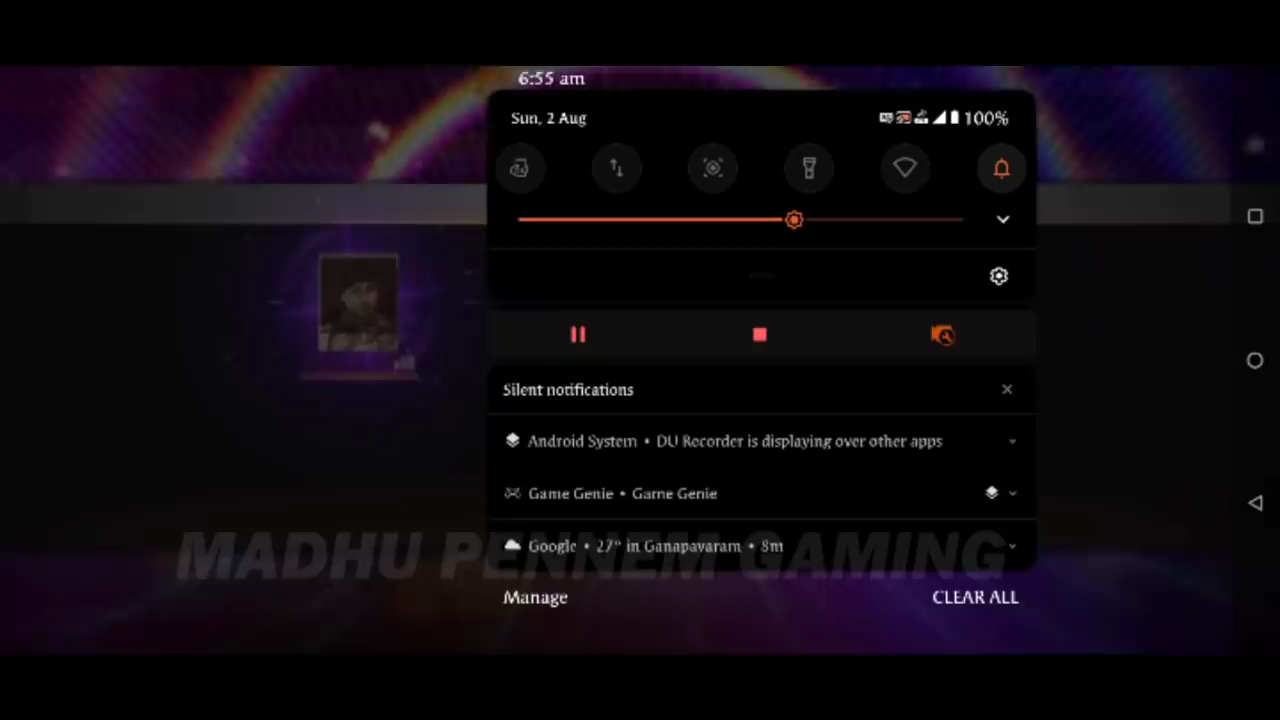 6:55 am
Sun, 2 Aug 100%
Silent notifications
Android System • DU Recorder is displaying over other apps
Game Genie • Game Genie
MADHU PENNEM GAMING
Google • 27° in Ganapavaram • 8m
Manage CLEAR ALL